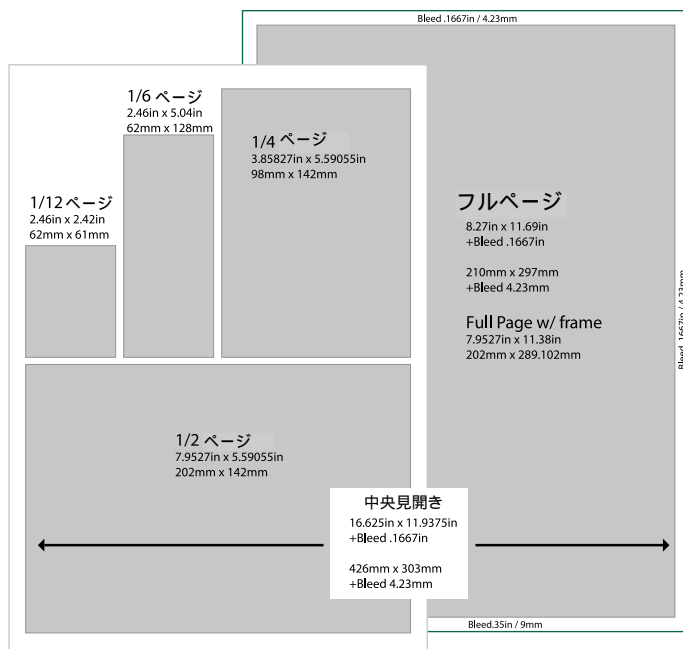 Bleed .1667in / 4.23mm
1/6 ページ
2.46in x 5.04in
62mm x 128mm
1/4 ページ
3.85827in x 5.59055in
98mm x 142mm
1/12 ページ
2.46in x 2.42in
62mm x 61mm
フルページ
8.27in x 11.69in
+Bleed .1667in
210mm x 297mm
+Bleed 4.23mm
Full Page w/ frame
7.9527in x 11.38in
202mm x 289.102mm
Bleed .1667in / 4.23mm
1/2 ページ
7.9527in x 5.59055in
202mm x 142mm
中央見開き
16.625in x 11.9375in
+Bleed .1667in
426mm x 303mm
+Bleed 4.23mm
Bleed.35in / 9mm